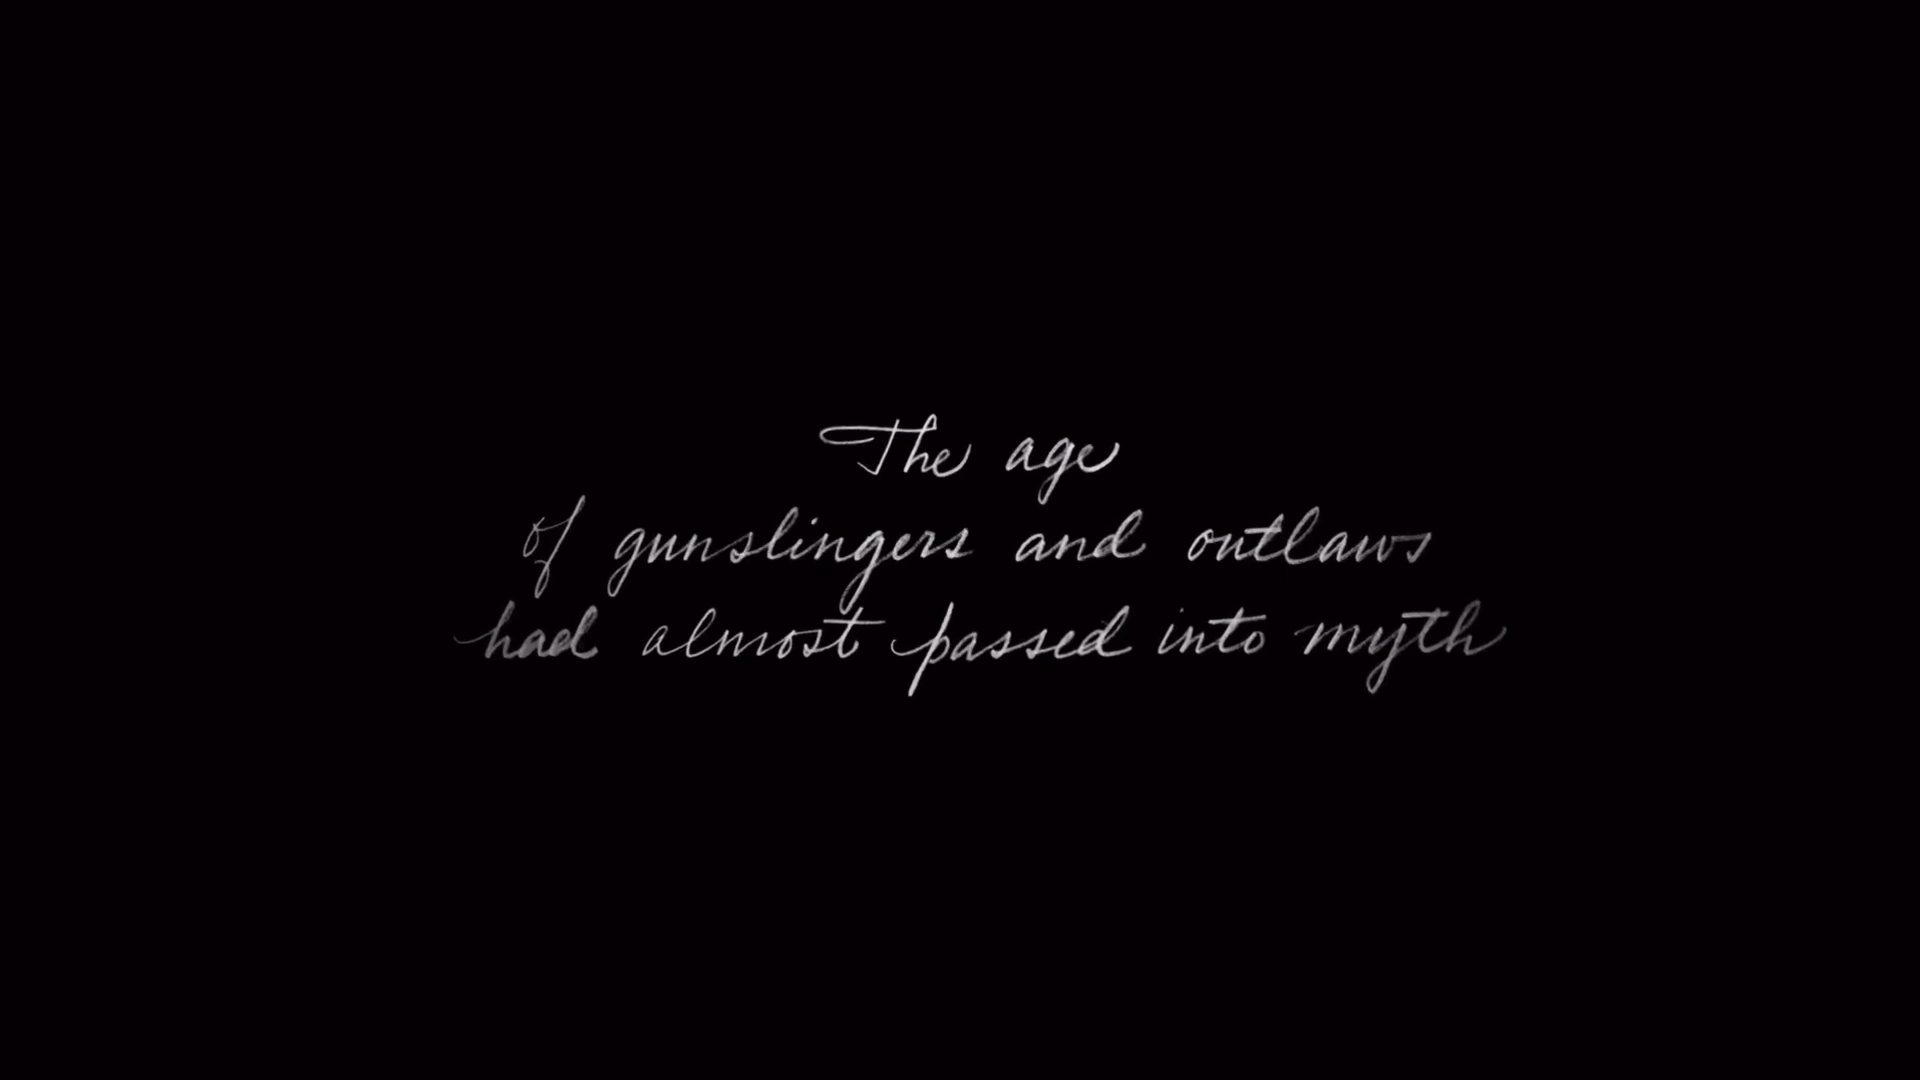 The age
of gunslingers and outlaws
had almost passed into myth